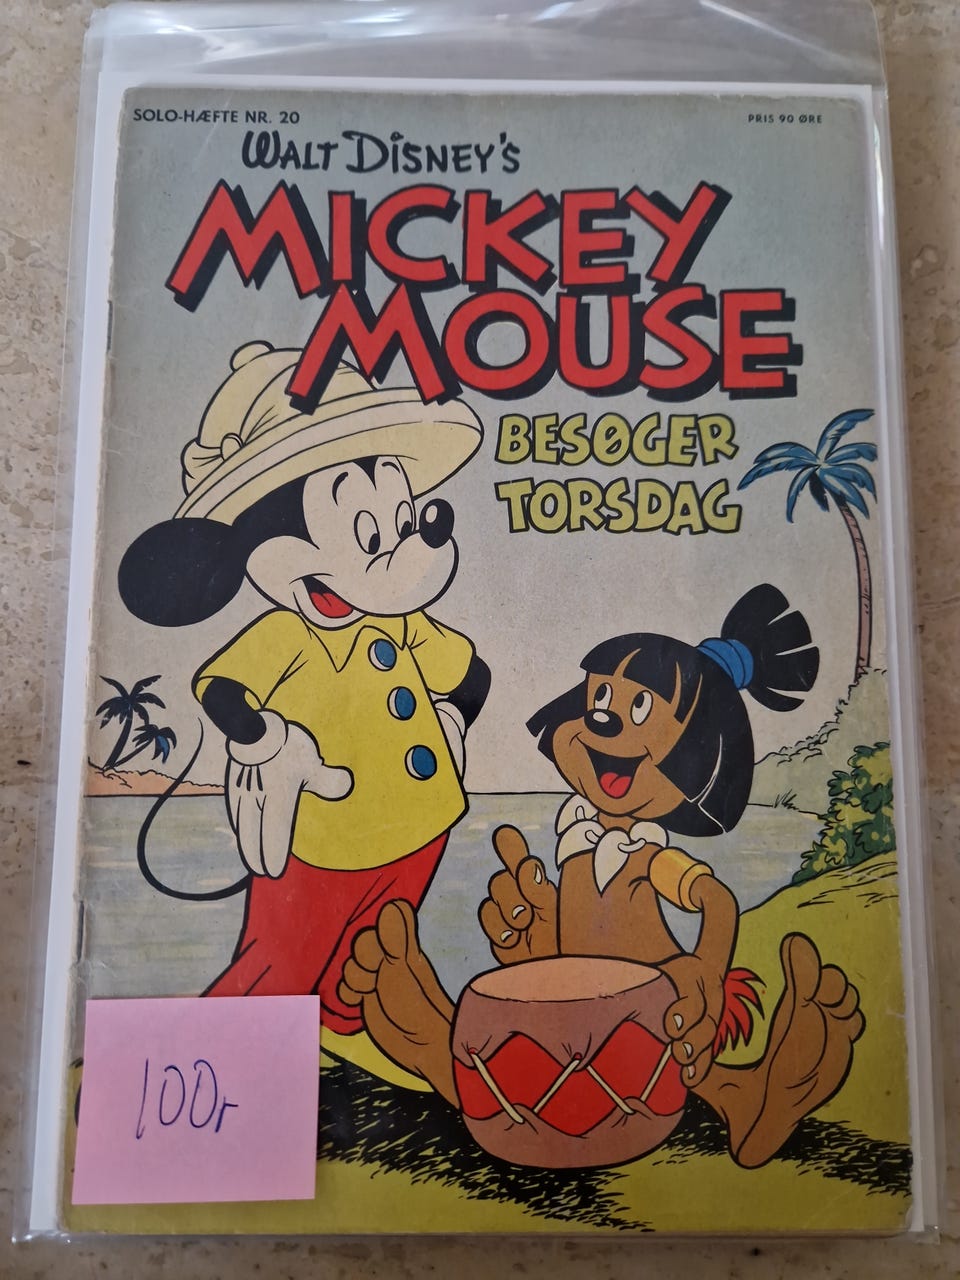 SOLO-HÆFTE NR. 20
PRIS 90 ØRE
WALT DISNEY'S
MICKEY
MOUSE
BESØGER
TORSDAG
100r